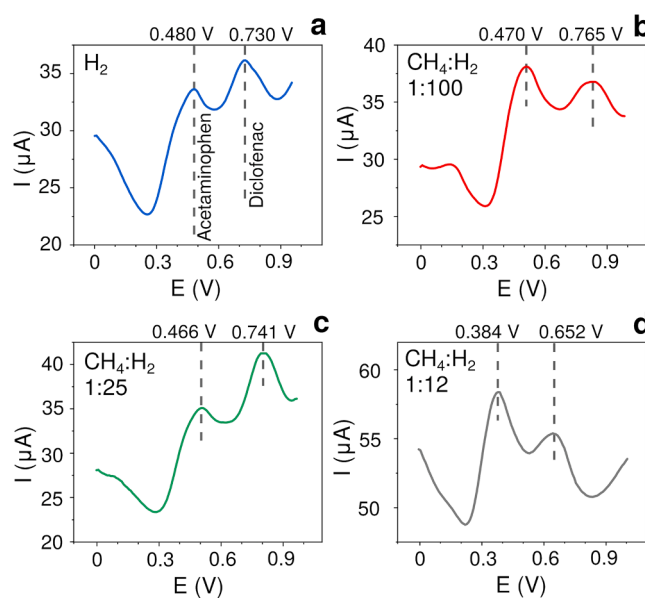 0.480 V 0.730 V a
H₂
Acetaminophen
Diclofenac
I (µA)
35
30
25
20
0 0.3 0.6 0.9
E (V)
0.470 V 0.765 V b
CH₄:H₂
1:100
I (µA)
40
35
30
25
0 0.3 0.6 0.9
E (V)
0.466 V 0.741 V c
CH₄:H₂
1:25
I (µA)
40
35
30
25
20
0 0.3 0.6 0.9
E (V)
0.384 V 0.652 V d
CH₄:H₂
1:12
I (µA)
60
55
50
0 0.3 0.6 0.9
E (V)